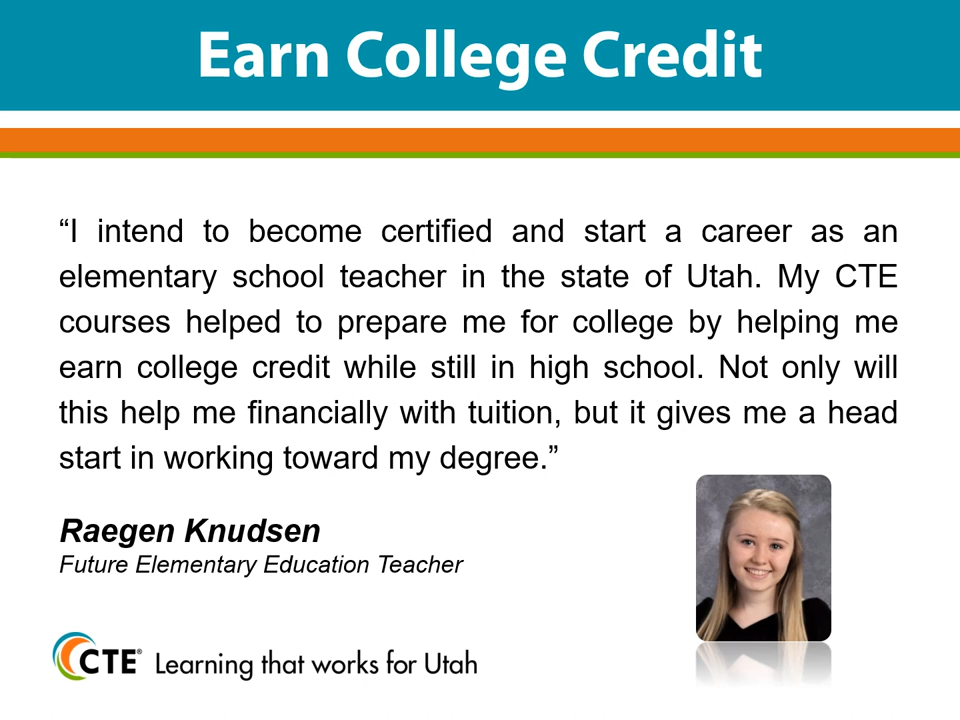 Earn College Credit
“I intend to become certified and start a career as an
elementary school teacher in the state of Utah. My CTE
courses helped to prepare me for college by helping me
earn college credit while still in high school. Not only will
this help me financially with tuition, but it gives me a head
start in working toward my degree.”
Raegen Knudsen
Future Elementary Education Teacher
CTE® Learning that works for Utah